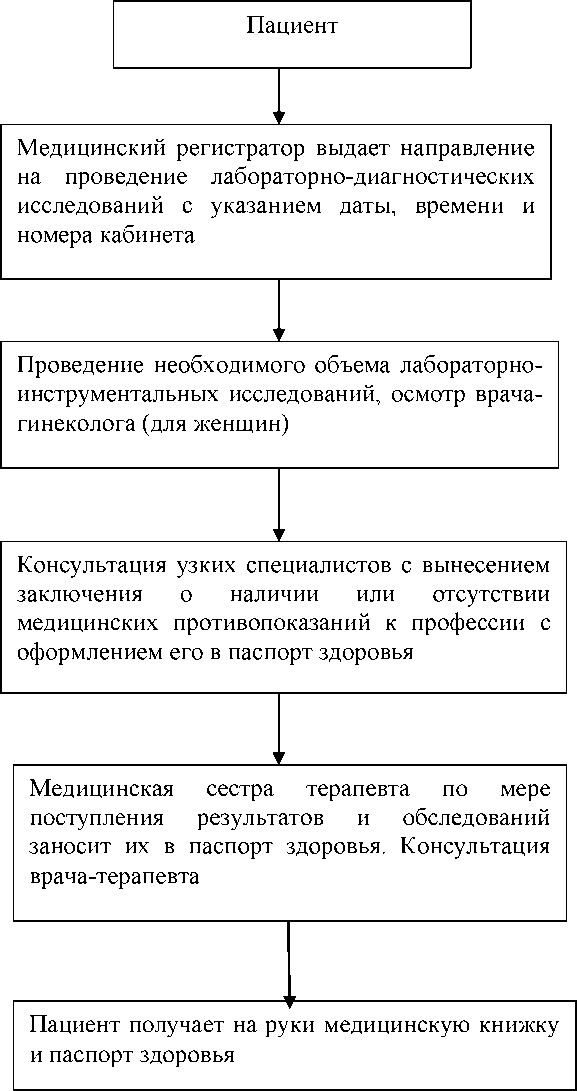 Пациент
Медицинский регистратор выдает направление
на проведение лабораторно-диагностических
исследований с указанием даты, времени и
номера кабинета
Проведение необходимого объема лабораторно-
инструментальных исследований, осмотр врача-
гинеколога (для женщин)
Консультация узких специалистов с вынесением
заключения о наличии или отсутствии
медицинских противопоказаний к профессии с
оформлением его в паспорт здоровья
Медицинская сестра терапевта по мере
поступления результатов и обследований
заносит их в паспорт здоровья. Консультация
врача-терапевта
Пациент получает на руки медицинскую книжку
и паспорт здоровья